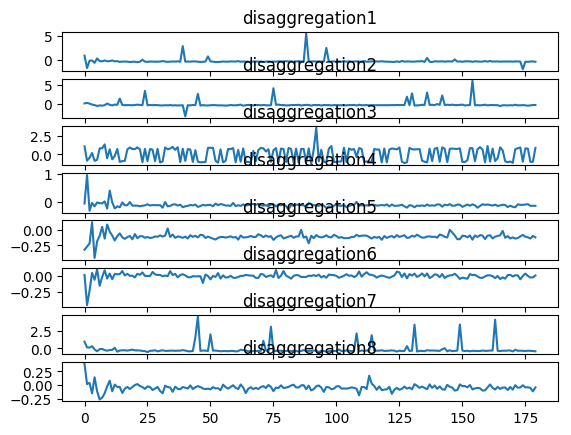 disaggregation1
5
0
disaggregation2
5
0
disaggregation3
2.5
0.0
disaggregation4
1
0
disaggregation5
0.00
−0.25
disaggregation6
0.00
−0.25
disaggregation7
2.5
0.0
disaggregation8
0.25
0.00
−0.25
0 25 50 75 100 125 150 175